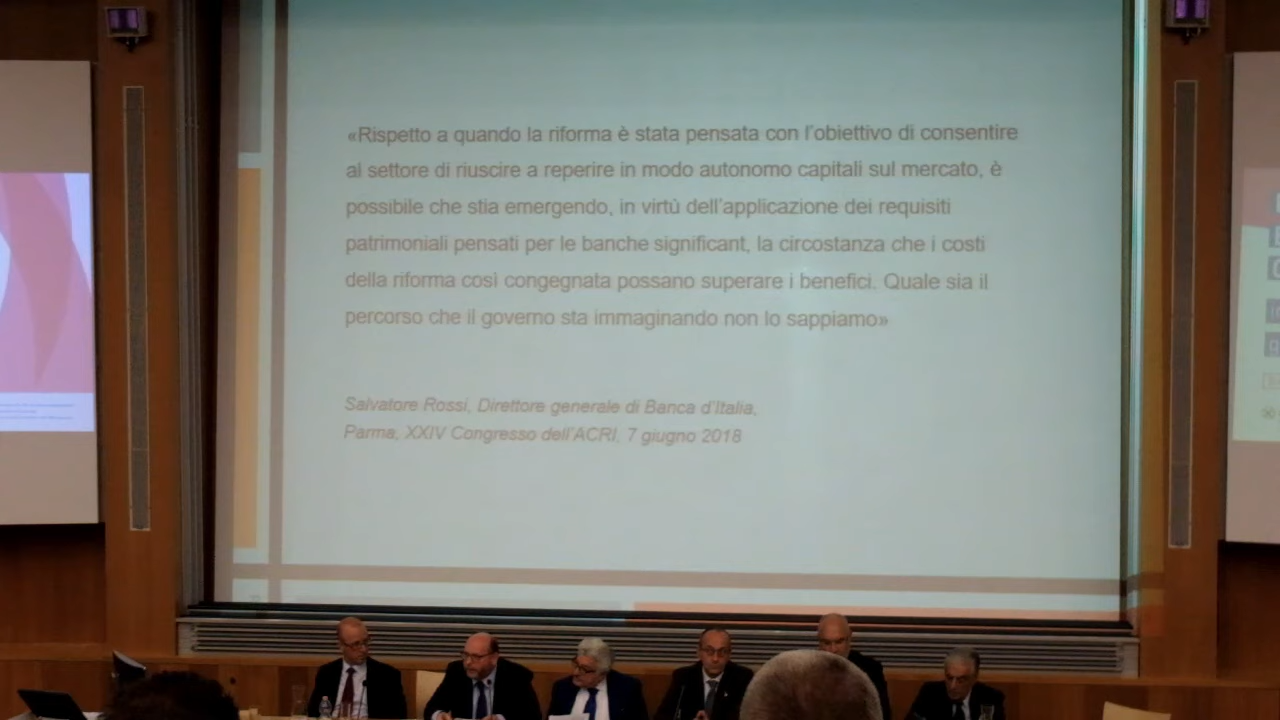 «Rispetto a quando la riforma è stata pensata con l'obiettivo di consentire
al settore di riuscire a reperire in modo autonomo capitali sul mercato, è
possibile che stia emergendo, in virtù dell'applicazione dei requisiti
patrimoniali pensati per le banche significant, la circostanza che i costi
della riforma così congegnata possano superare i benefici. Quale sia il
percorso che il governo sta immaginando non lo sappiamo»
Salvatore Rossi, Direttore generale di Banca d'Italia,
Parma, XXIV Congresso dell'ACRI, 7 giugno 2018